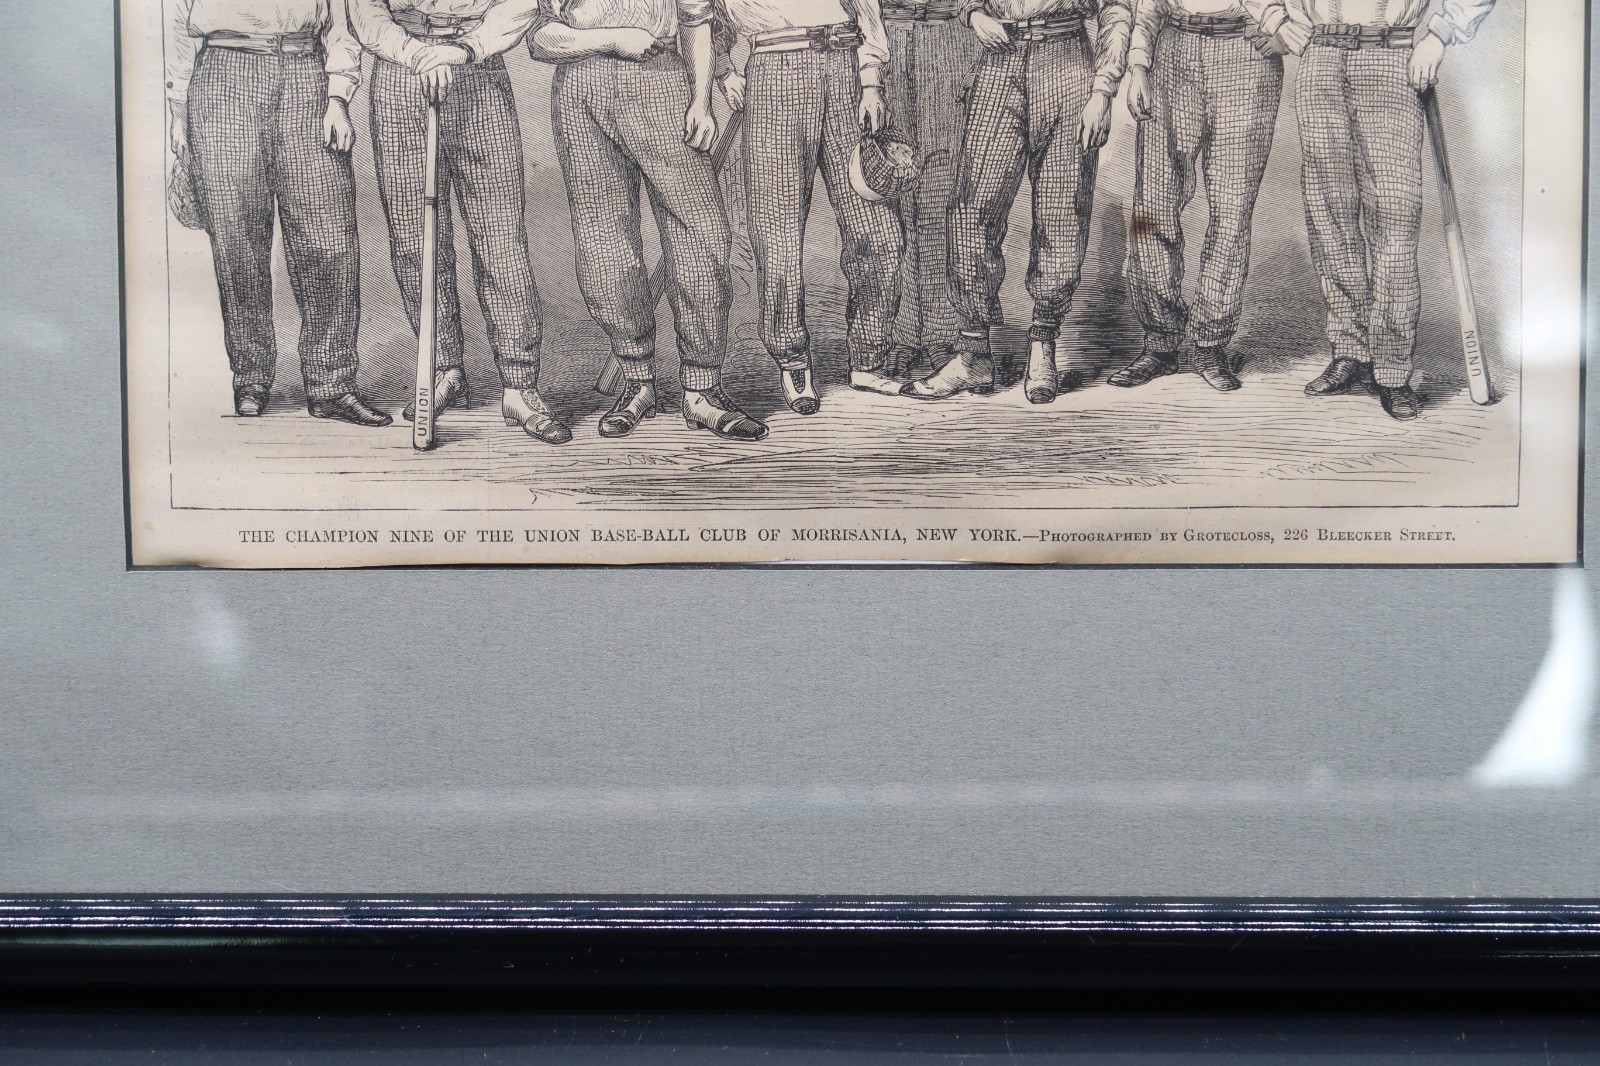 UNION
UNION
THE CHAMPION NINE OF THE UNION BASE-BALL CLUB OF MORRISANIA, NEW YORK.—PHOTOGRAPHED BY GROTECLOSS, 226 BLEECKER STREET.